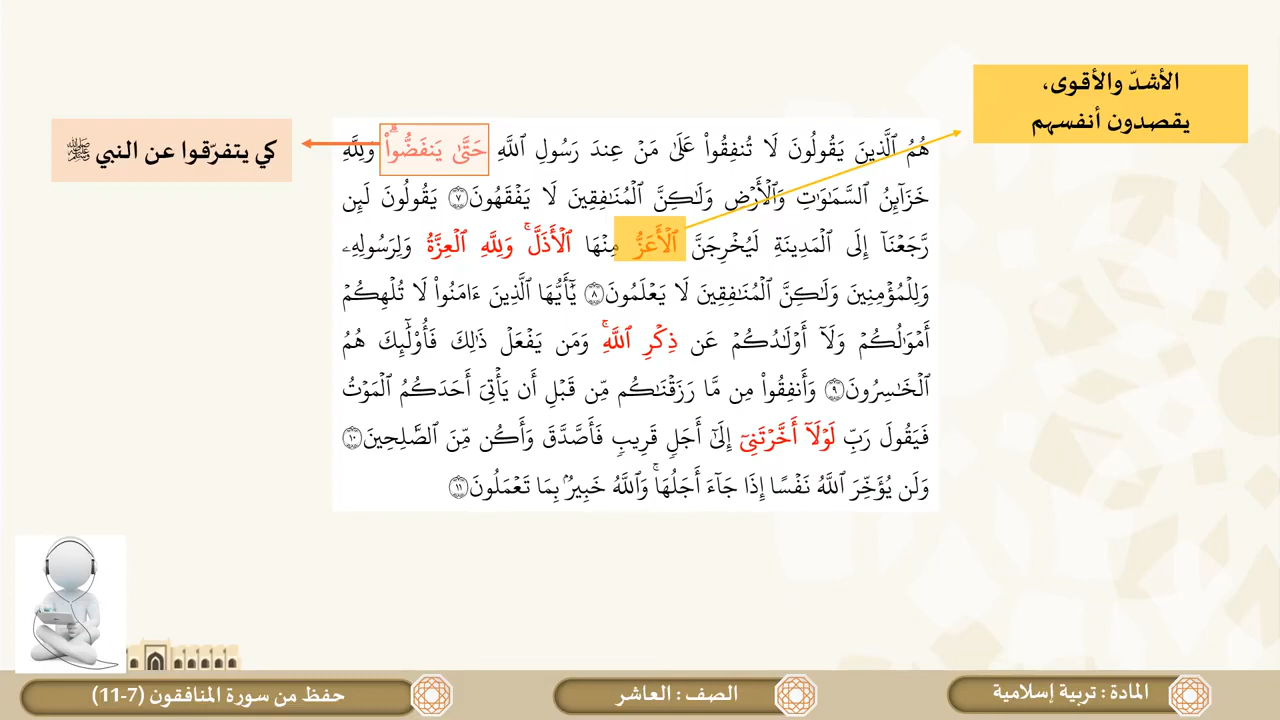 الأشدّ والأقوى،
يقصدون أنفسهم
كي يتفرّقوا عن النبي ﷺ
هُمُ ٱلَّذِينَ يَقُولُونَ لَا تُنفِقُوا۟ عَلَىٰ مَنْ عِندَ رَسُولِ ٱللَّهِ حَتَّىٰ يَنفَضُّوا۟ ۗ وَلِلَّهِ
خَزَآئِنُ ٱلسَّمَـٰوَٰتِ وَٱلْأَرْضِ وَلَـٰكِنَّ ٱلْمُنَـٰفِقِينَ لَا يَفْقَهُونَ ٧ يَقُولُونَ لَئِن
رَّجَعْنَآ إِلَى ٱلْمَدِينَةِ لَيُخْرِجَنَّ ٱلْأَعَزُّ مِنْهَا ٱلْأَذَلَّ ۚ وَلِلَّهِ ٱلْعِزَّةُ وَلِرَسُولِهِۦ
وَلِلْمُؤْمِنِينَ وَلَـٰكِنَّ ٱلْمُنَـٰفِقِينَ لَا يَعْلَمُونَ ٨ يَـٰٓأَيُّهَا ٱلَّذِينَ ءَامَنُوا۟ لَا تُلْهِكُمْ
أَمْوَٰلُكُمْ وَلَآ أَوْلَـٰدُكُمْ عَن ذِكْرِ ٱللَّهِ ۚ وَمَن يَفْعَلْ ذَٰلِكَ فَأُو۟لَـٰٓئِكَ هُمُ
ٱلْخَـٰسِرُونَ ٩ وَأَنفِقُوا۟ مِن مَّا رَزَقْنَـٰكُم مِّن قَبْلِ أَن يَأْتِىَ أَحَدَكُمُ ٱلْمَوْتُ
فَيَقُولَ رَبِّ لَوْلَآ أَخَّرْتَنِىٓ إِلَىٰٓ أَجَلٍ قَرِيبٍ فَأَصَّدَّقَ وَأَكُن مِّنَ ٱلصَّـٰلِحِينَ ١٠
وَلَن يُؤَخِّرَ ٱللَّهُ نَفْسًا إِذَا جَآءَ أَجَلُهَا ۚ وَٱللَّهُ خَبِيرٌۢ بِمَا تَعْمَلُونَ ١١
المادة : تربية إسلامية
الصف : العاشر
حفظ من سورة المنافقون (7-11)